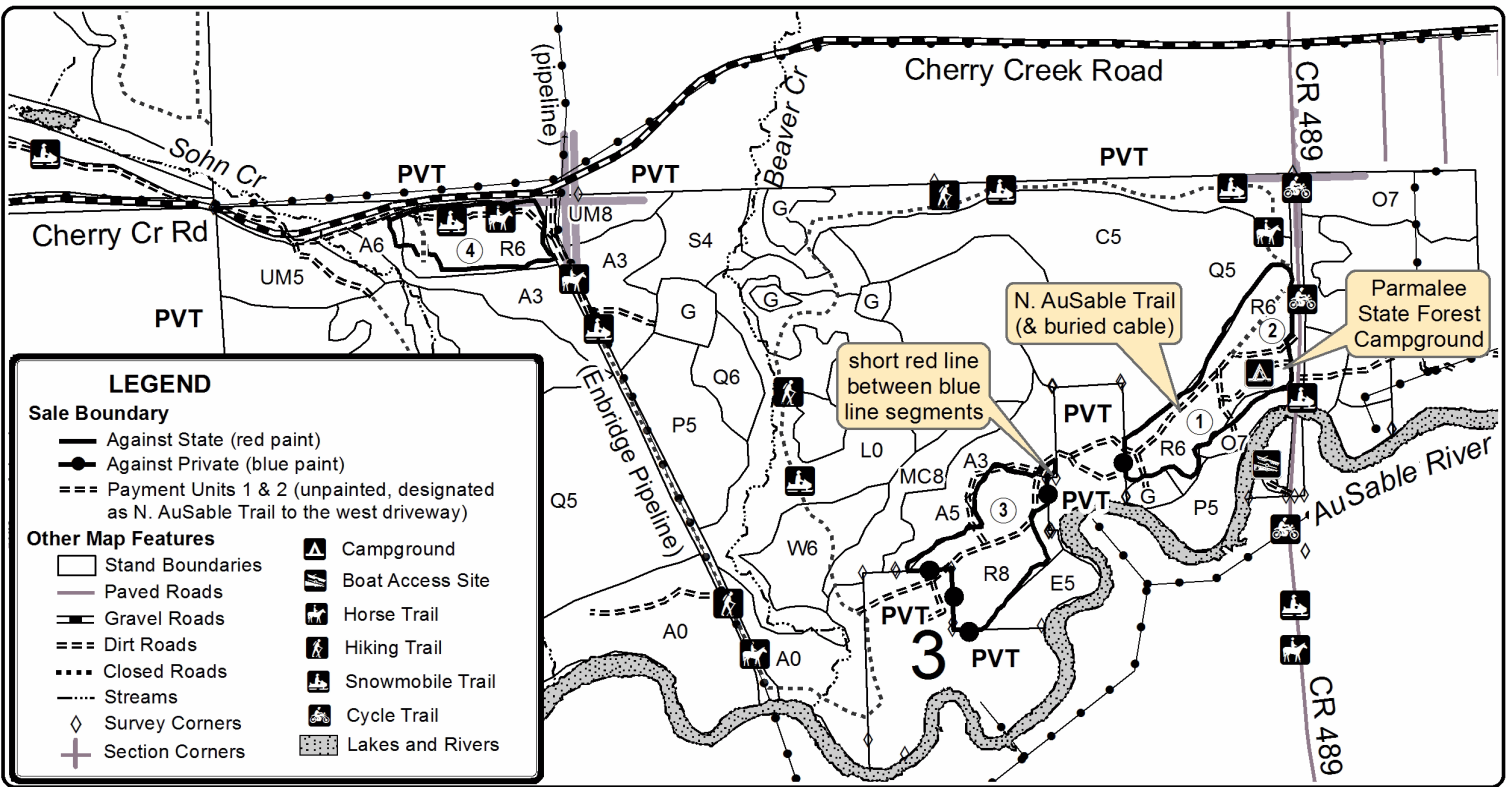 (pipeline)
Beaver Cr
Cherry Creek Road
CR 489
Sohn Cr
PVT
PVT
PVT
O7
G
Cherry Cr Rd
UM8
A6
4
R6
A3
S4
C5
UM5
Q5
A3
G
G
G
PVT
N. AuSable Trail
(& buried cable)
R6
2
Parmalee
State Forest
Campground
short red line
between blue
line segments
Q6
(Enbridge Pipeline)
P5
PVT
1
L0
R6
O7
A3
MC8
AuSable River
Q5
A5
3
PVT
G
P5
W6
R8
E5
PVT
A0
3
PVT
A0
CR 489
LEGEND
Sale Boundary
Against State (red paint)
Against Private (blue paint)
Payment Units 1 & 2 (unpainted, designated
as N. AuSable Trail to the west driveway)
Other Map Features
Stand Boundaries
Paved Roads
Gravel Roads
Dirt Roads
Closed Roads
Streams
Survey Corners
Section Corners
Campground
Boat Access Site
Horse Trail
Hiking Trail
Snowmobile Trail
Cycle Trail
Lakes and Rivers